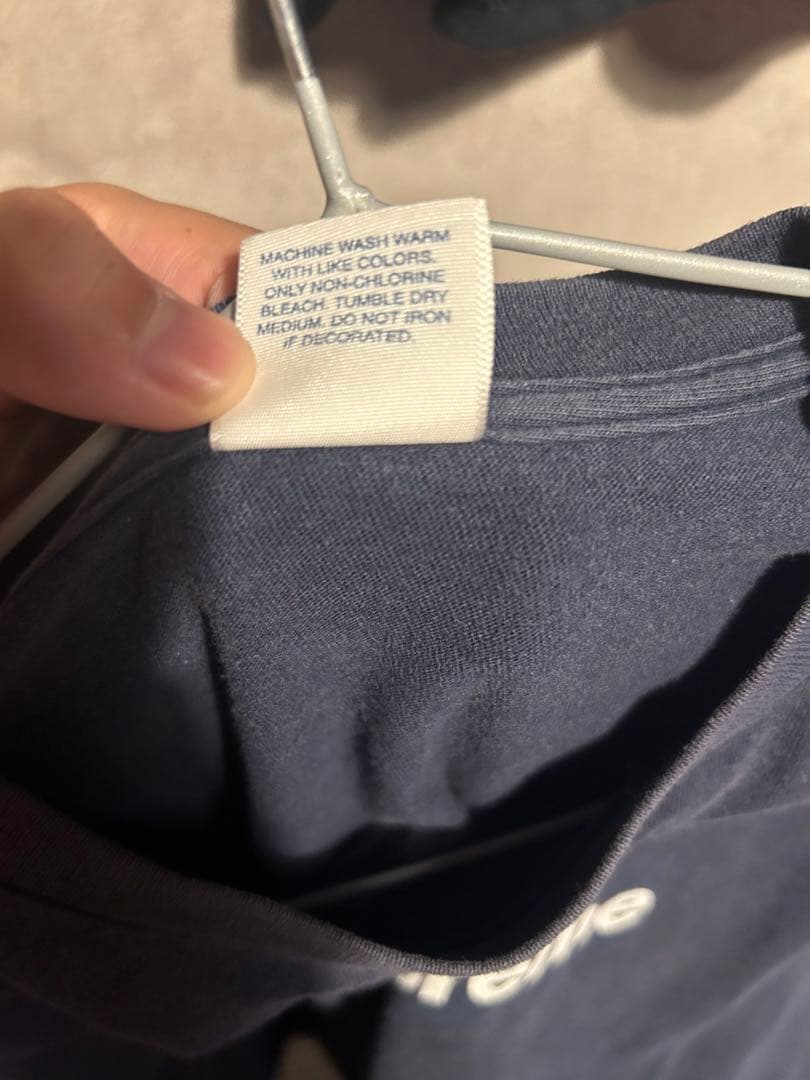 MACHINE WASH WARM
WITH LIKE COLORS.
ONLY NON-CHLORINE
BLEACH. TUMBLE DRY
MEDIUM. DO NOT IRON
IF DECORATED.